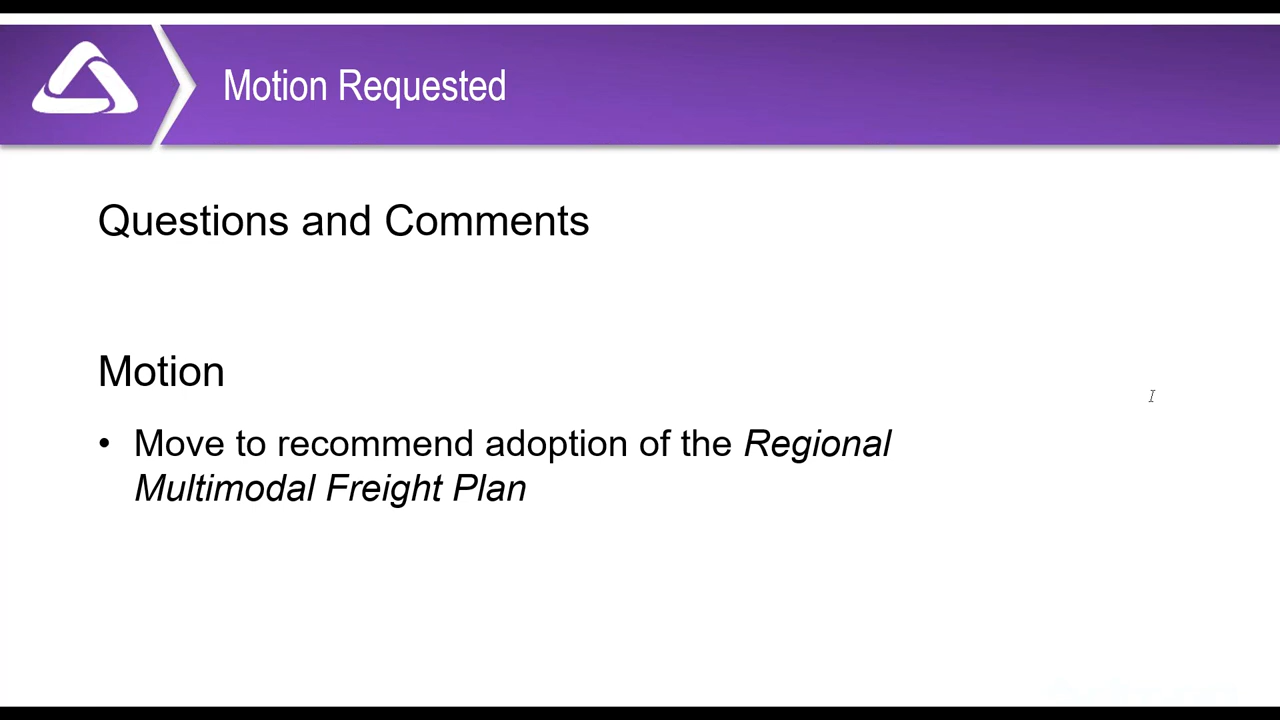 Motion Requested
Questions and Comments
Motion
• Move to recommend adoption of the Regional
Multimodal Freight Plan